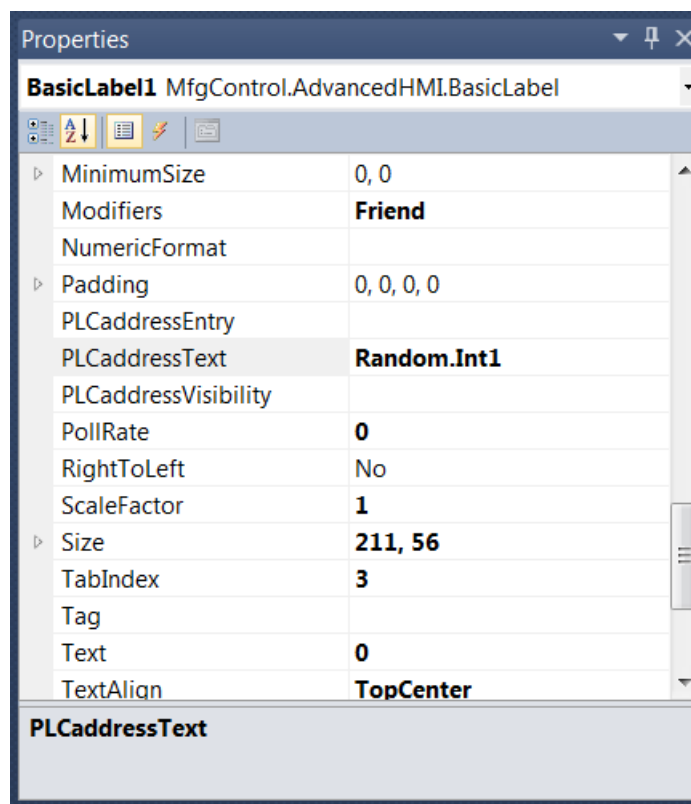 Properties
BasicLabel1 MfgControl.AdvancedHMI.BasicLabel
MinimumSize 0, 0
Modifiers Friend
NumericFormat
Padding 0, 0, 0, 0
PLCaddressEntry
PLCaddressText Random.Int1
PLCaddressVisibility
PollRate 0
RightToLeft No
ScaleFactor 1
Size 211, 56
TabIndex 3
Tag
Text 0
TextAlign TopCenter
PLCaddressText